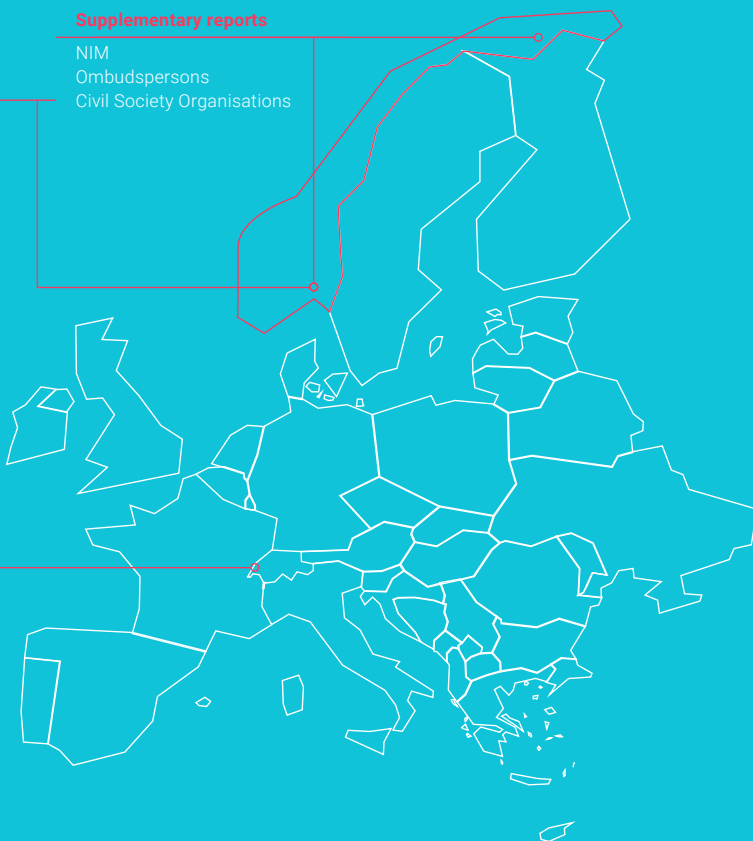 Supplementary reports
NIM
Ombudspersons
Civil Society Organisations